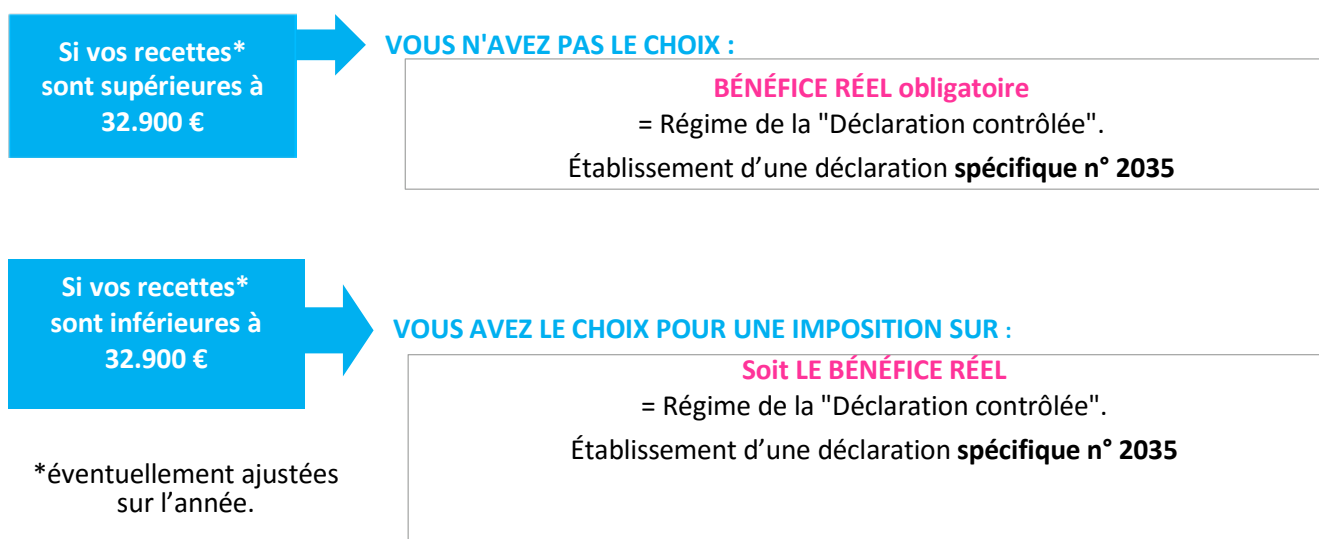 Si vos recettes*
sont supérieures à
32.900 €
VOUS N'AVEZ PAS LE CHOIX :
BÉNÉFICE RÉEL obligatoire
= Régime de la "Déclaration contrôlée".
Établissement d’une déclaration spécifique n° 2035
Si vos recettes*
sont inférieures à
32.900 €
VOUS AVEZ LE CHOIX POUR UNE IMPOSITION SUR :
Soit LE BÉNÉFICE RÉEL
= Régime de la "Déclaration contrôlée".
Établissement d’une déclaration spécifique n° 2035
*éventuellement ajustées
sur l’année.